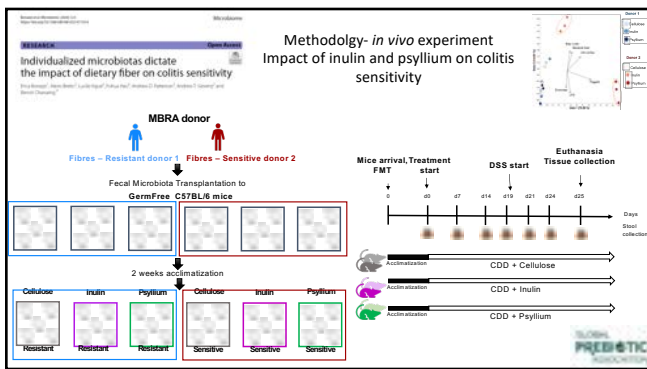 RESEARCH
Open Access
Individualized microbiotas dictate
the impact of dietary fiber on colitis sensitivity
Methodolgy- in vivo experiment
Impact of inulin and psyllium on colitis
sensitivity
Donor 1
Cellulose
Inulin
Psyllium
Donor 2
Cellulose
Inulin
Psyllium
MBRA donor
Fibres – Resistant donor 1
Fibres – Sensitive donor 2
Fecal Microbiota Transplantation to
GermFree C57BL/6 mice
2 weeks acclimatization
Cellulose
Inulin
Psyllium
Cellulose
Inulin
Psyllium
Resistant
Resistant
Resistant
Sensitive
Sensitive
Sensitive
Mice arrival,
FMT
Treatment
start
DSS start
Euthanasia
Tissue collection
0
d0
d7
d14
d19
d21
d24
d25
Days
Stool
collection
Acclimatization
CDD + Cellulose
Acclimatization
CDD + Inulin
Acclimatization
CDD + Psyllium
GLOBAL
PREBIOTIC
ASSOCIATION